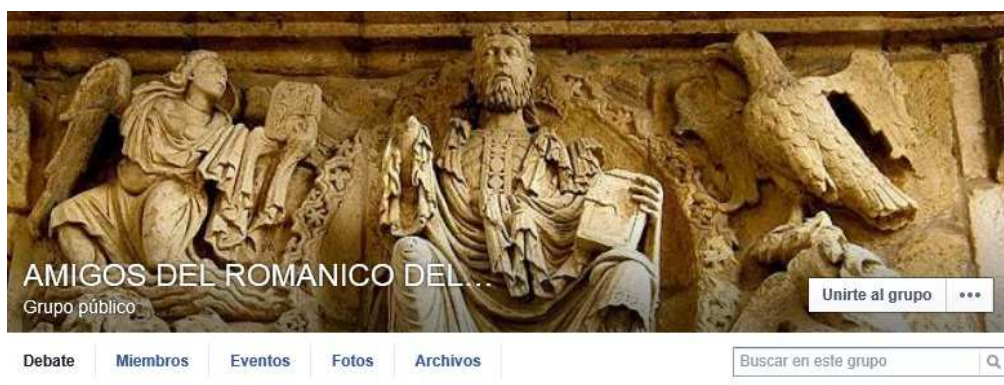 AMIGOS DEL ROMANICO DEL...
Grupo público
Unirte al grupo
Debate Miembros Eventos Fotos Archivos
Buscar en este grupo